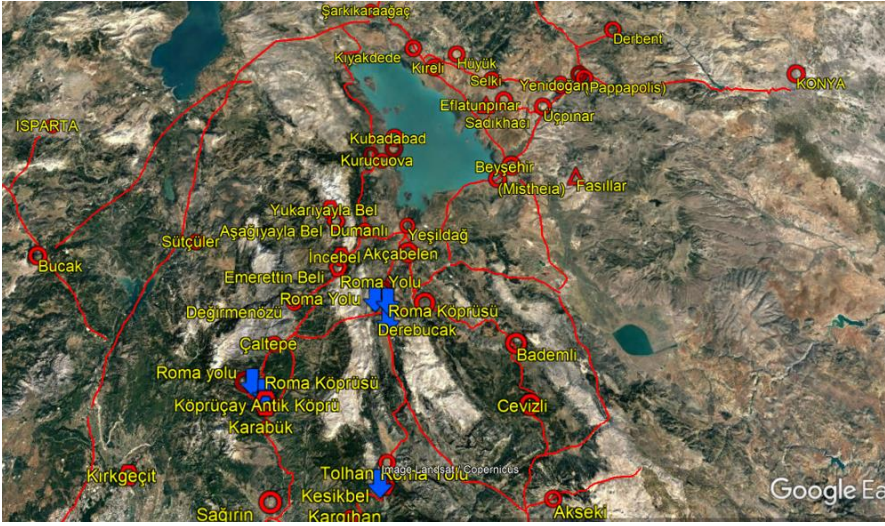 Şarkikaraağaç
Derbent
Kıyakdede
Kireli
Hüyük
Selki
Yenidoğan
(Pappapolis)
KONYA
Eflatunpınar
Sadıkhacı
Üçpınar
ISPARTA
Kubadabad
Kurucuova
Beyşehir
(Mistheia)
Fasıllar
Yukarıyayla Bel
Aşağıyayla Bel
Dumanlı
Yeşildağ
Sütçüler
Bucak
İncebel
Akçabelen
Emerettin Beli
Roma Yolu
Roma Yolu
Değirmenözü
Roma Köprüsü
Derebucak
Çaltepe
Bademli
Roma yolu
Roma Köprüsü
Köprüçay Antik Köprü
Karabük
Cevizli
Kırkgeçit
Tolhan Roma Yolu
Image Landsat / Copernicus
Kesikbel
Sağırin
Kargıhan
Akseki
Google Ea